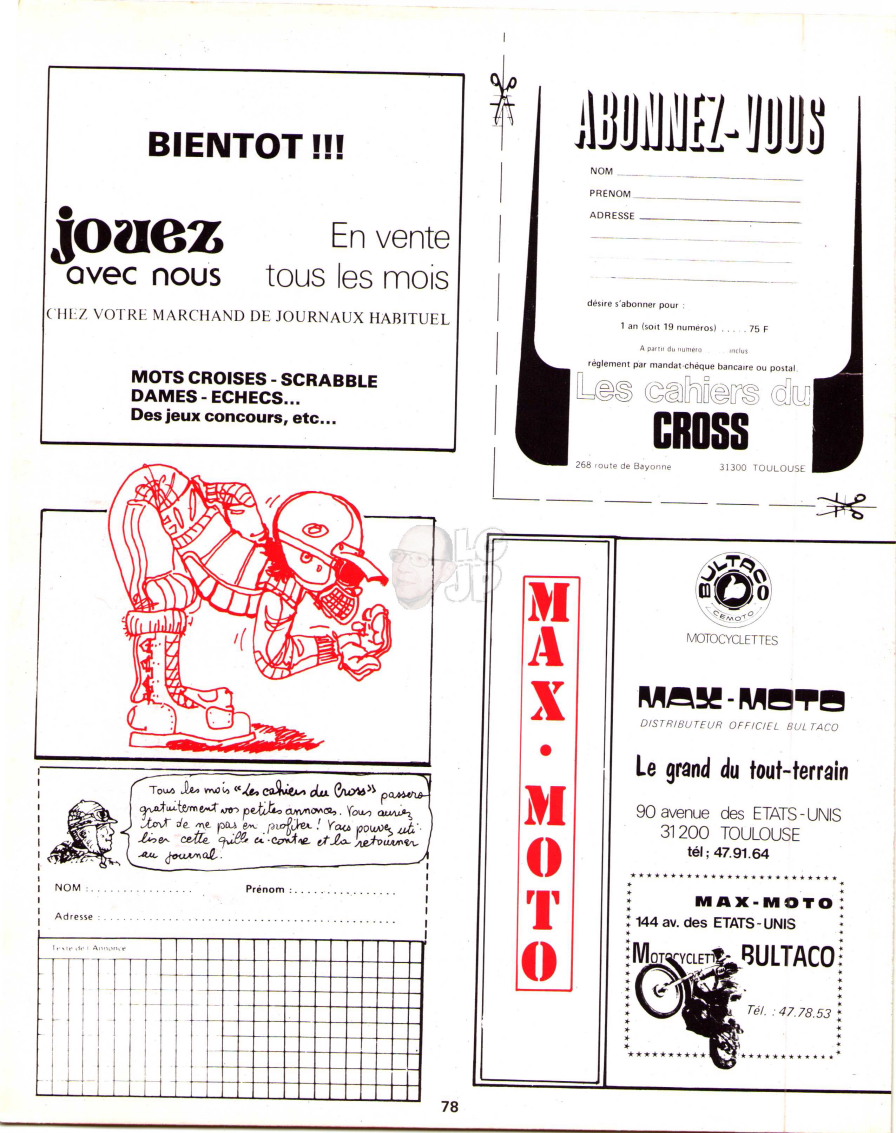 BIENTOT !!!
jouez
avec nous
En vente
tous les mois
CHEZ VOTRE MARCHAND DE JOURNAUX HABITUEL
MOTS CROISES - SCRABBLE
DAMES - ECHECS...
Des jeux concours, etc...
ABONNEZ-VOUS
NOM
PRENOM
ADRESSE
désire s'abonner pour :
1 an (soit 19 numéros) ..... 75 F
A partir du numéro ...... inclus
règlement par mandat-chèque bancaire ou postal.
Les cahiers du
CROSS
268 route de Bayonne 31300 TOULOUSE
LC
JP
Tous les mois "Les cahiers du Cross" passera
gratuitement vos petites annonces. Vous auriez
tort de ne pas en profiter ! Vous pouvez uti-
liser cette grille ci-contre et la retourner
au journal.
NOM : ................
Prénom : ..................
Adresse : ....................................................
Texte de l'Annonce
MAX • MOTO
BULTACO
CEMOTO
MOTOCYCLETTES
MAX-MOTO
DISTRIBUTEUR OFFICIEL BULTACO
Le grand du tout-terrain
90 avenue des ETATS-UNIS
31200 TOULOUSE
tél ; 47.91.64
MAX-MOTO
144 av. des ETATS-UNIS
MOTOCYCLETTE BULTACO
Tél. : 47.78.53
78